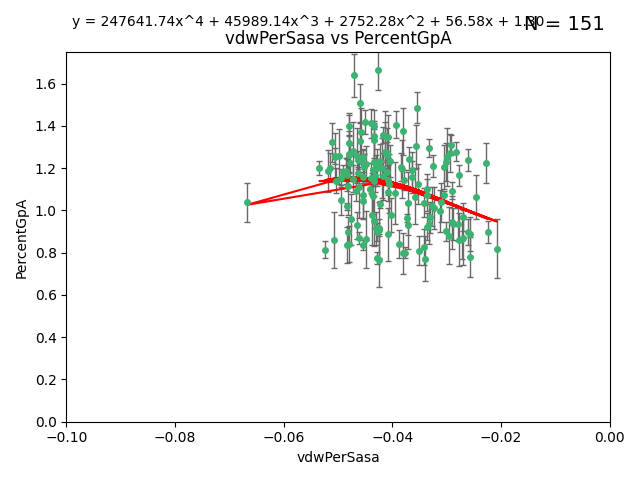 y = 247641.74x^4 + 45989.14x^3 + 2752.28x^2 + 56.58x +
N = 151
vdwPerSasa vs PercentGpA
1.6
1.4
1.2
1.0
0.8
0.6
0.4
0.2
0.0
PercentGpA
−0.10 −0.08 −0.06 −0.04 −0.02 0.00
vdwPerSasa